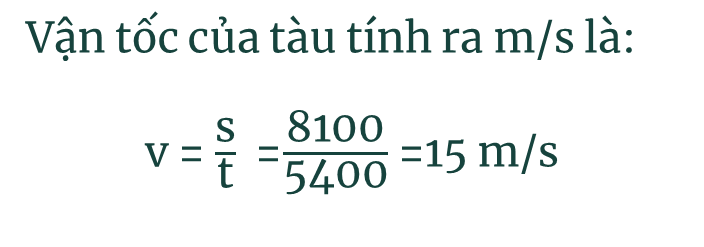 Vận tốc của tàu tính ra m/s là:
v = s/t = 8100/5400 = 15 m/s